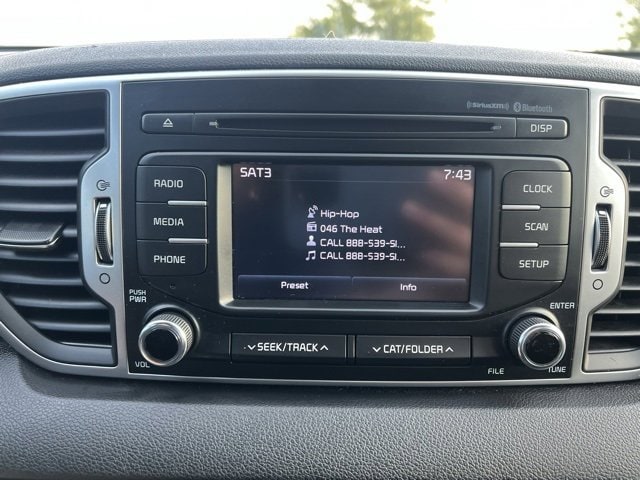 ((SiriusXM)) Bluetooth
DISP
RADIO
MEDIA
PHONE
SAT3 7:43
Hip-Hop
046 The Heat
CALL 888-539-SI...
CALL 888-539-SI...
Preset Info
CLOCK
SCAN
SETUP
PUSH
PWR
VOL
SEEK/TRACK
CAT/FOLDER
ENTER
FILE
TUNE